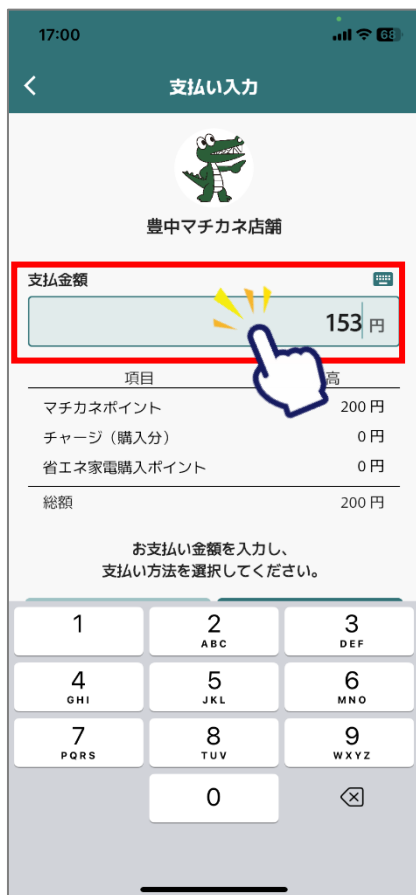 17:00
68
支払い入力
豊中マチカネ店舗
支払金額
153 円
項目 高
マチカネポイント 200 円
チャージ（購入分） 0 円
省エネ家電購入ポイント 0 円
総額 200 円
お支払い金額を入力し、
支払い方法を選択してください。
1 2 3
ABC DEF
4 5 6
GHI JKL MNO
7 8 9
PQRS TUV WXYZ
0